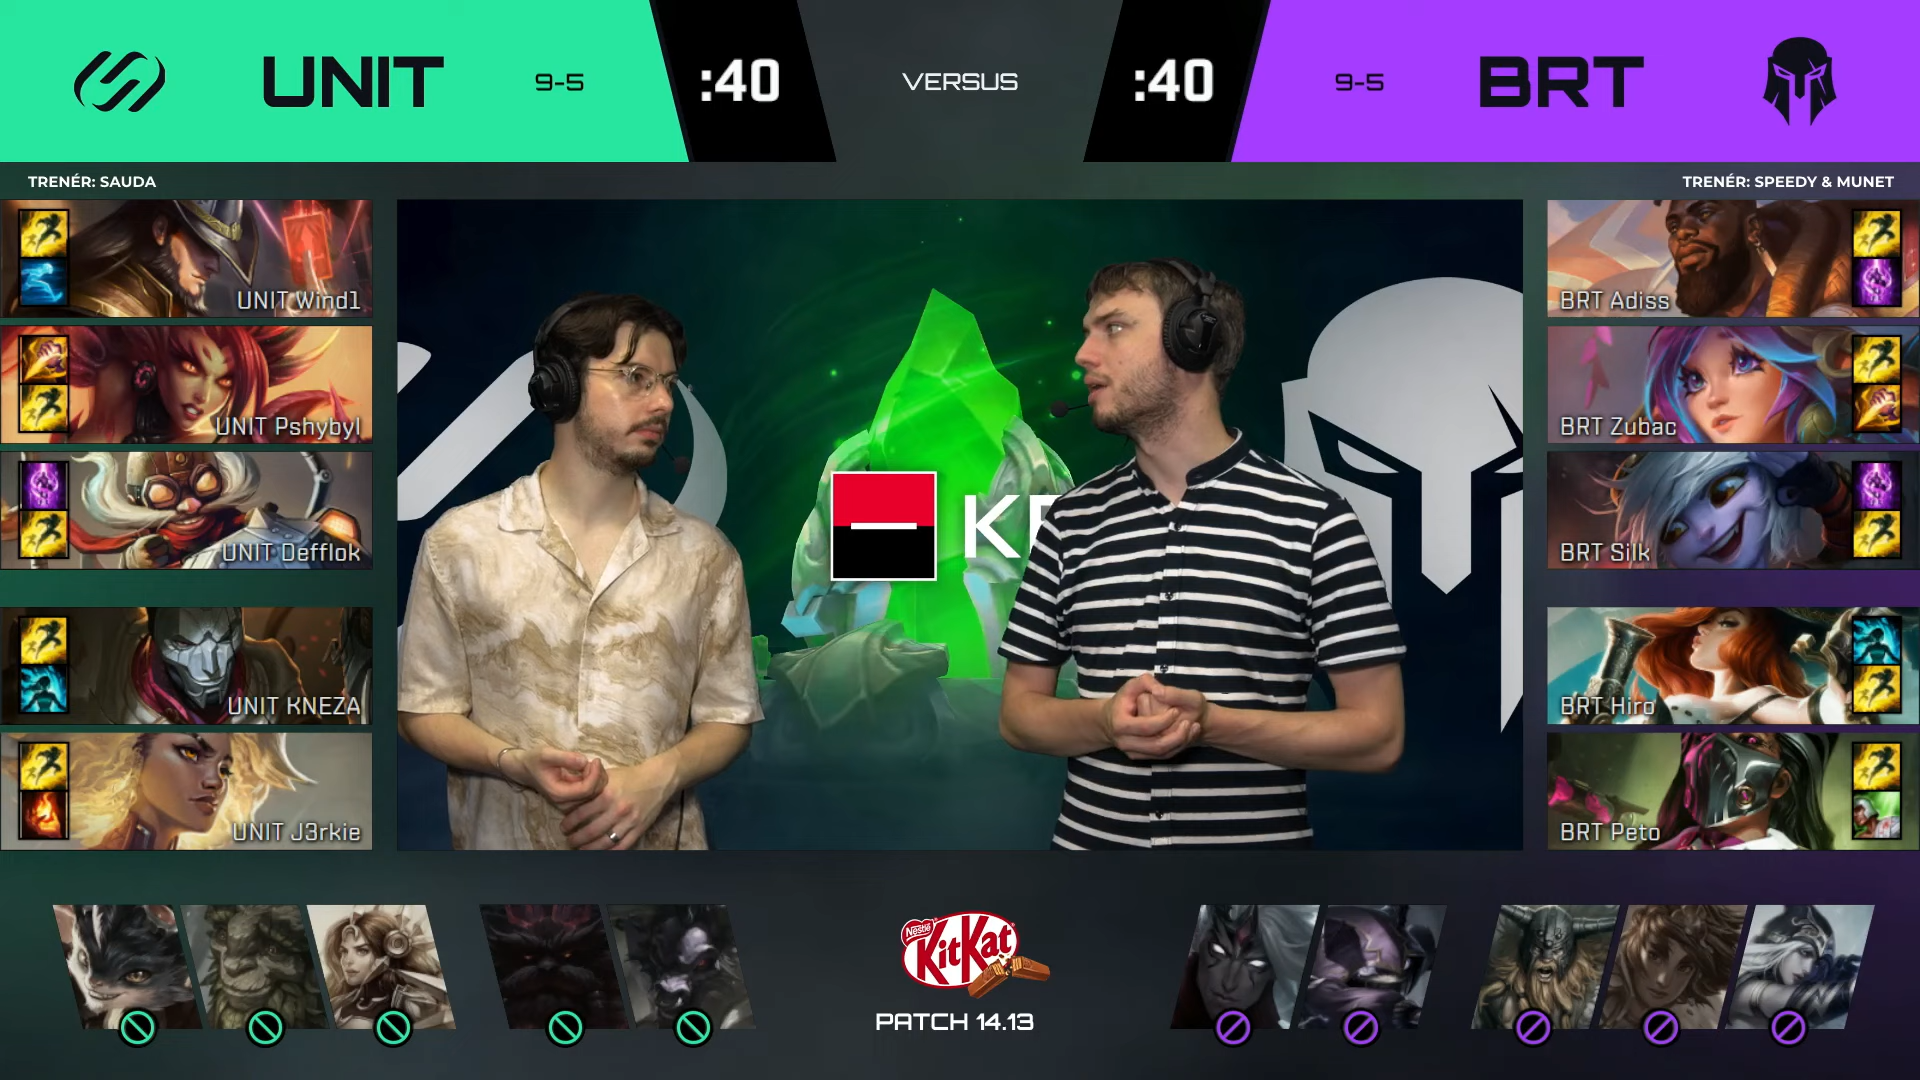 UNIT
9-5
:40
VERSUS
:40
9-5
BRT
TRENÉR: SAUDA
TRENÉR: SPEEDY & MUNET
UNIT Wind1
UNIT Pshybyl
UNIT Defflok
UNIT KNEZA
UNIT J3rkie
BRT Adiss
BRT Zubac
BRT Silk
BRT Hiro
BRT Peto
Nestlé
KitKat
PATCH 14.13